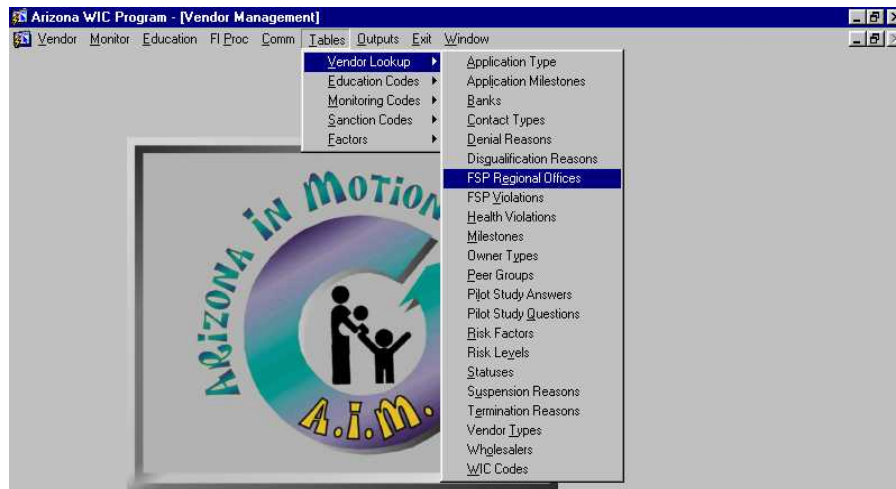 Arizona WIC Program - [Vendor Management]
Vendor Monitor Education FI Proc Comm Tables Outputs Exit Window
Vendor Lookup
Education Codes
Monitoring Codes
Sanction Codes
Factors
Application Type
Application Milestones
Banks
Contact Types
Denial Reasons
Disqualification Reasons
FSP Regional Offices
FSP Violations
Health Violations
Milestones
Owner Types
Peer Groups
Pilot Study Answers
Pilot Study Questions
Risk Factors
Risk Levels
Statuses
Suspension Reasons
Termination Reasons
Vendor Types
Wholesalers
WIC Codes
ARIZONA IN MOTION
A.I.M.